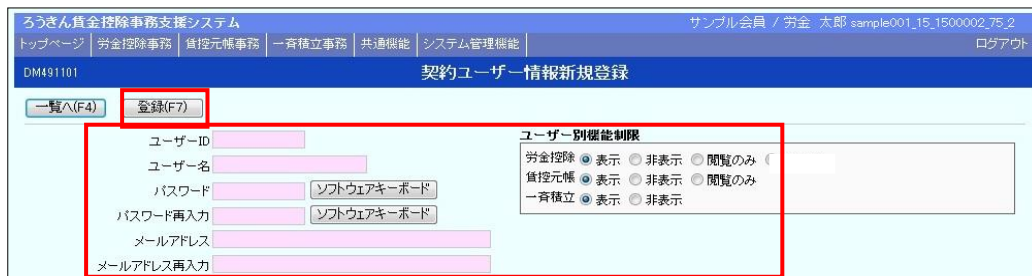 ろうきん賃金控除事務支援システム サンプル会員 / 労金 太郎 sample001_15_1500002_75_2
トップページ 労金控除事務 賃控元帳事務 一斉積立事務 共通機能 システム管理機能 ログアウト
DM491101 契約ユーザー情報新規登録
一覧へ(F4) 登録(F7)
ユーザー別機能制限
ユーザーID
労金控除 表示 非表示 閲覧のみ
ユーザー名
賃控元帳 表示 非表示 閲覧のみ
パスワード ソフトウェアキーボード
一斉積立 表示 非表示
パスワード再入力 ソフトウェアキーボード
メールアドレス
メールアドレス再入力